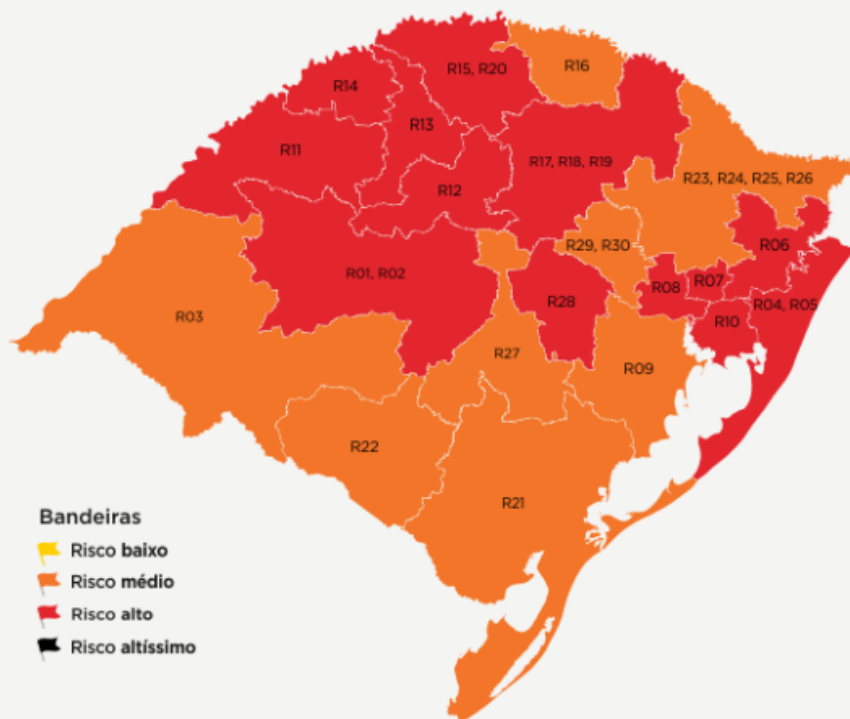 R15, R20
R16
R14
R13
R11
R17, R18, R19
R23, R24, R25, R26
R12
R29, R30
R06
R01, R02
R08
R07
R28
R04, R05
R03
R10
R27
R09
R22
R21
Bandeiras
Risco baixo
Risco médio
Risco alto
Risco altíssimo